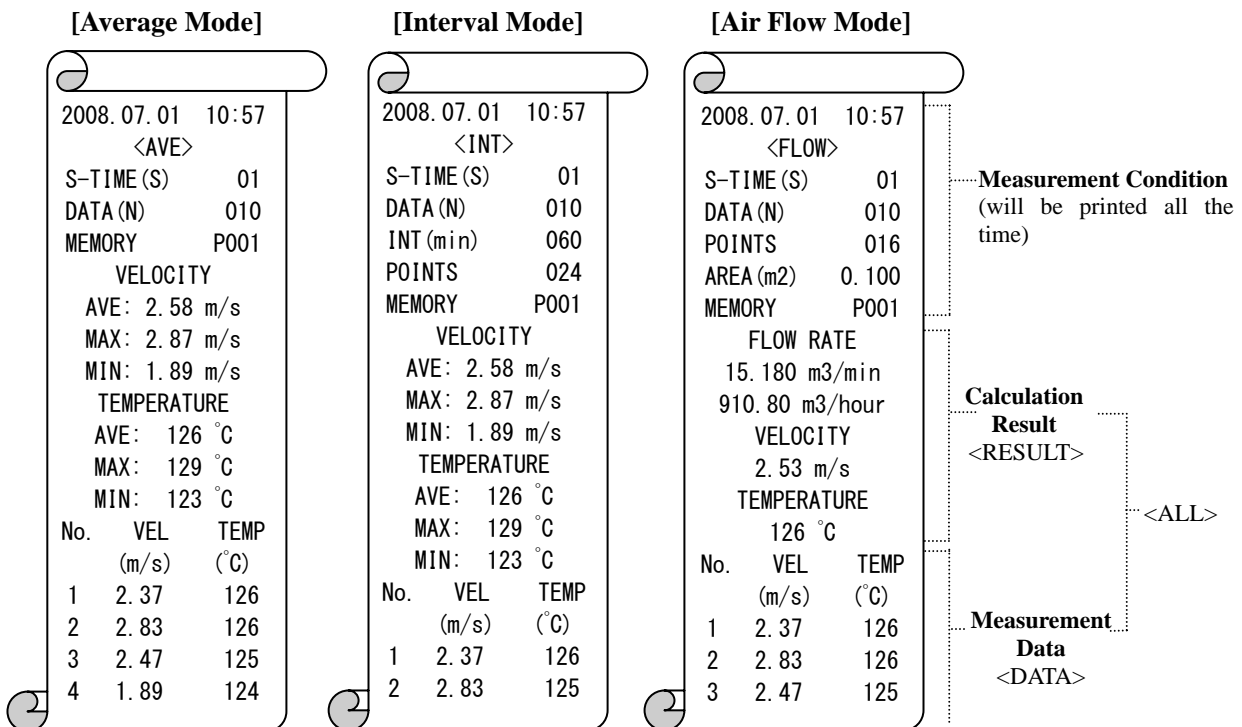 [Average Mode]
2008.07.01 10:57
<AVE>
S-TIME(S) 01
DATA(N) 010
MEMORY P001
VELOCITY
AVE: 2.58 m/s
MAX: 2.87 m/s
MIN: 1.89 m/s
TEMPERATURE
AVE: 126 ℃
MAX: 129 ℃
MIN: 123 ℃
No. VEL TEMP
(m/s) (℃)
1 2.37 126
2 2.83 126
3 2.47 125
4 1.89 124
[Interval Mode]
2008.07.01 10:57
<INT>
S-TIME(S) 01
DATA(N) 010
INT(min) 060
POINTS 024
MEMORY P001
VELOCITY
AVE: 2.58 m/s
MAX: 2.87 m/s
MIN: 1.89 m/s
TEMPERATURE
AVE: 126 ℃
MAX: 129 ℃
MIN: 123 ℃
No. VEL TEMP
(m/s) (℃)
1 2.37 126
2 2.83 125
[Air Flow Mode]
2008.07.01 10:57
<FLOW>
S-TIME(S) 01
DATA(N) 010
POINTS 016
AREA(m2) 0.100
MEMORY P001
FLOW RATE
15.180 m3/min
910.80 m3/hour
VELOCITY
2.53 m/s
TEMPERATURE
126 ℃
No. VEL TEMP
(m/s) (℃)
1 2.37 126
2 2.83 126
3 2.47 125
Measurement Condition
(will be printed all the
time)
Calculation
Result
<RESULT>
<ALL>
Measurement
Data
<DATA>